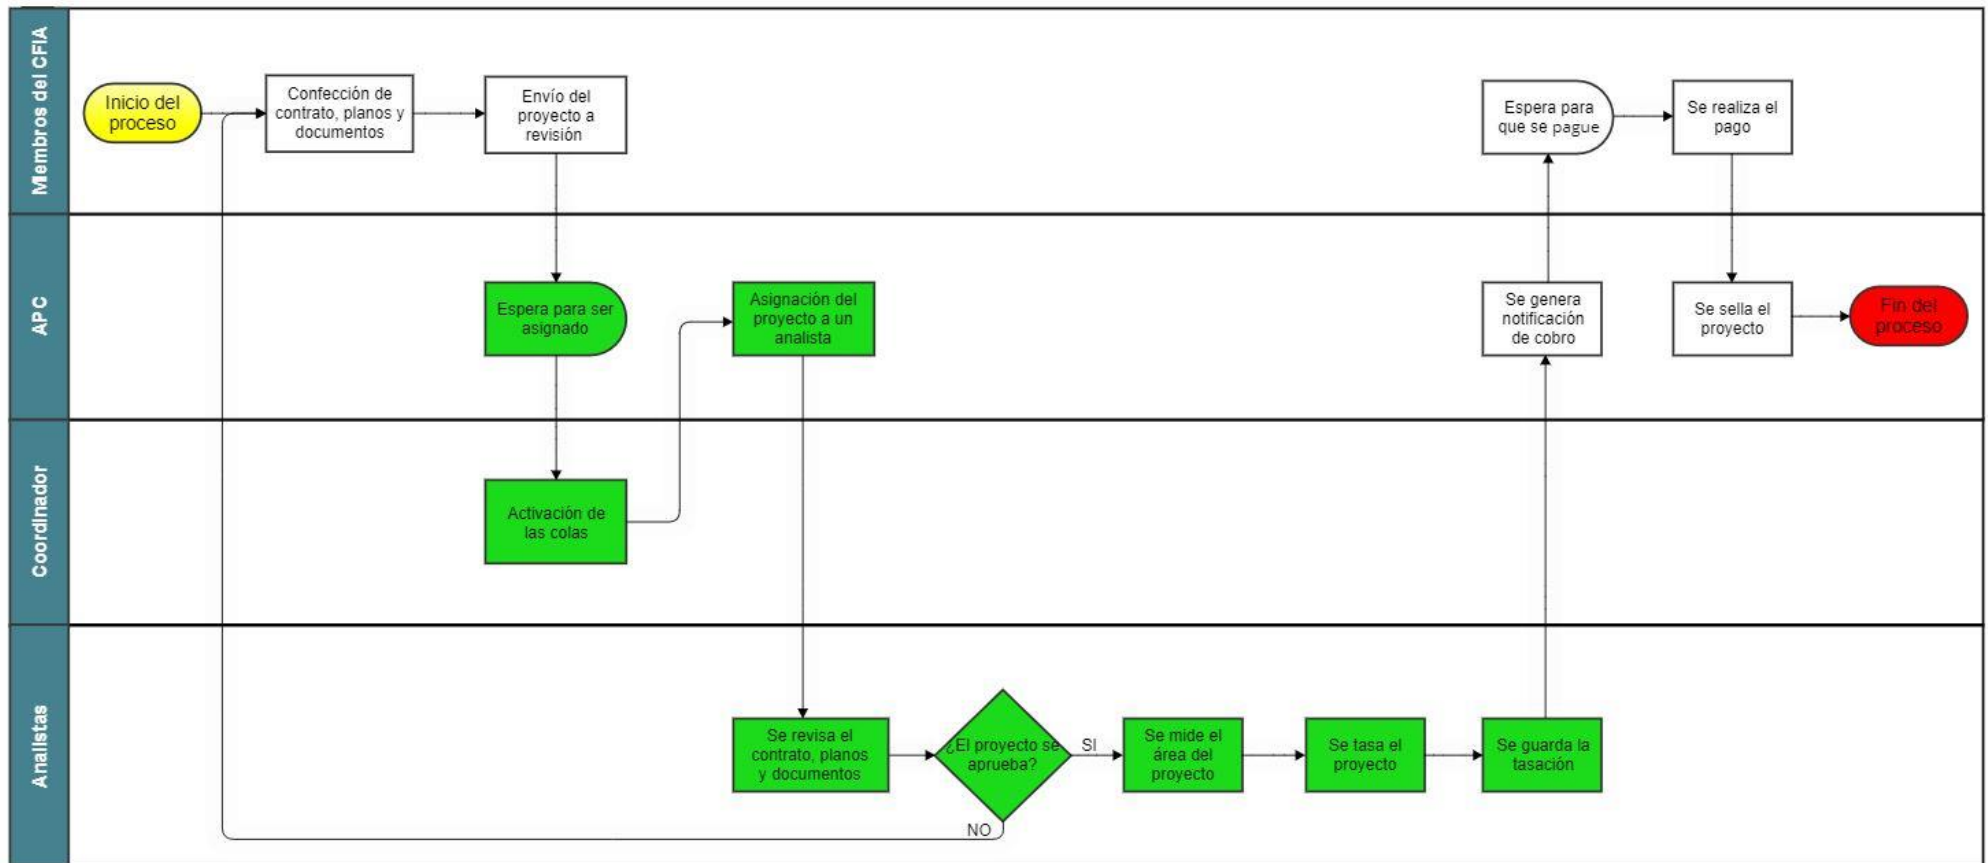 Membros del CFIA
Inicio del
proceso
Confección de
contrato, planos y
documentos
Envío del
proyecto a
revisión
Espera para
que se pague
Se realiza el
pago
APC
Espera para ser
asignado
Asignación del
proyecto a un
analista
Se genera
notificación
de cobro
Se sella el
proyecto
Fin del
proceso
Coordinador
Activación de
las colas
Analistas
Se revisa el
contrato, planos
y documentos
¿El proyecto se
aprueba?
SI
NO
Se mide el
área del
proyecto
Se tasa el
proyecto
Se guarda la
tasación